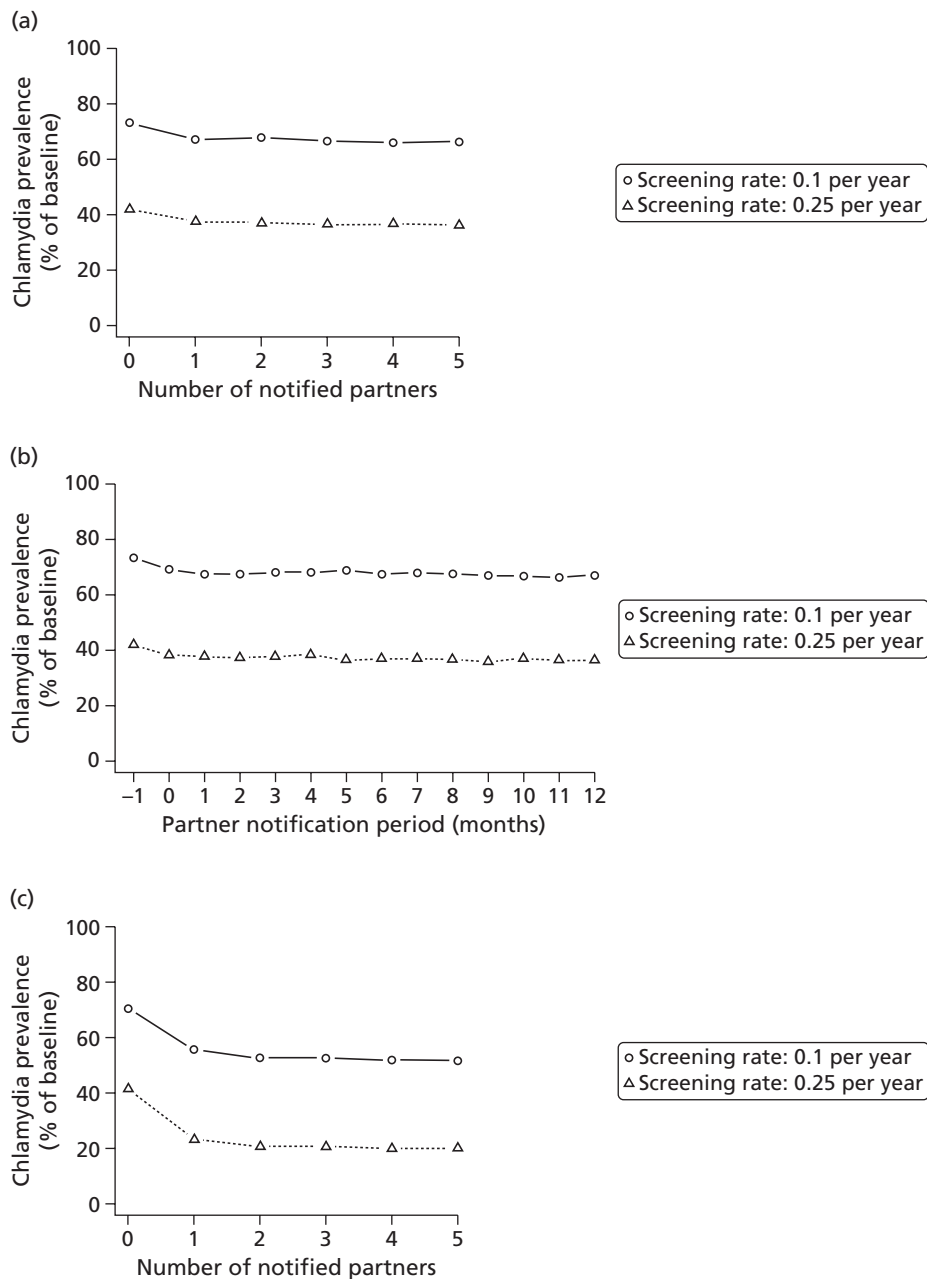 (a)
100
80
60
40
20
0
Chlamydia prevalence
(% of baseline)
0 1 2 3 4 5
Number of notified partners
Screening rate: 0.1 per year
Screening rate: 0.25 per year
(b)
100
80
60
40
20
0
Chlamydia prevalence
(% of baseline)
–1 0 1 2 3 4 5 6 7 8 9 10 11 12
Partner notification period (months)
Screening rate: 0.1 per year
Screening rate: 0.25 per year
(c)
100
80
60
40
20
0
Chlamydia prevalence
(% of baseline)
0 1 2 3 4 5
Number of notified partners
Screening rate: 0.1 per year
Screening rate: 0.25 per year